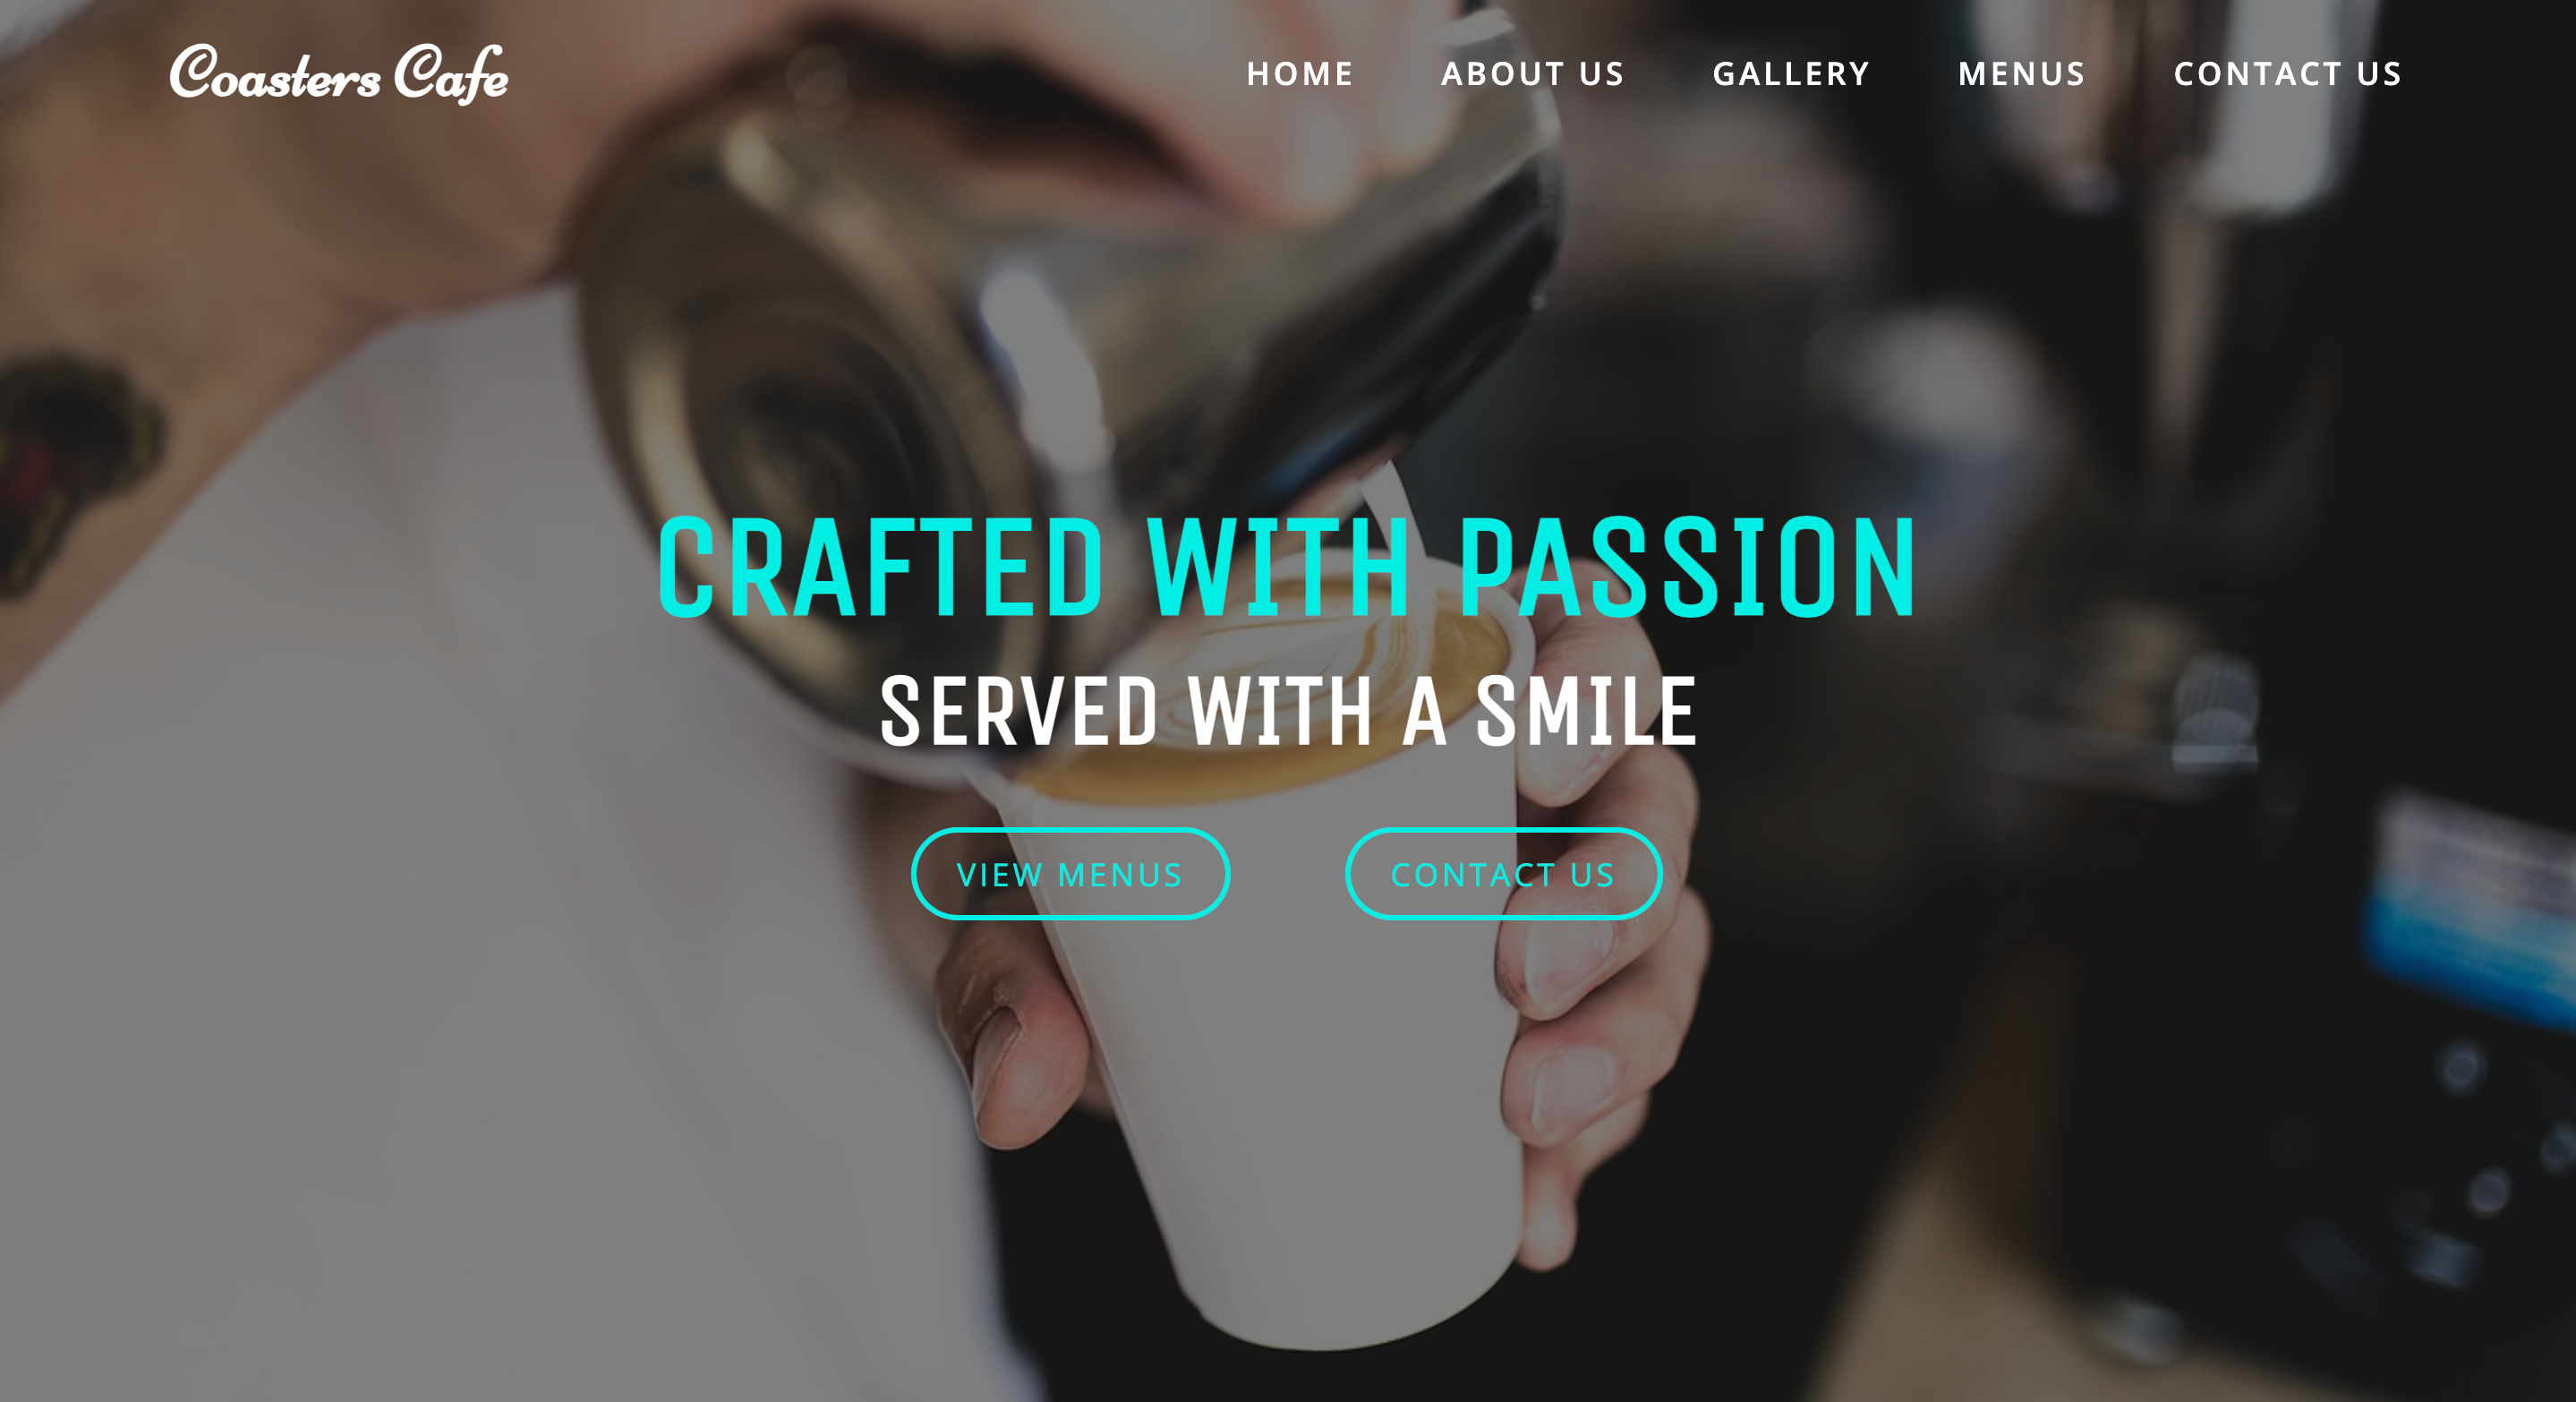 Coasters Cafe
HOME ABOUT US GALLERY MENUS CONTACT US
CRAFTED WITH PASSION
SERVED WITH A SMILE
VIEW MENUS CONTACT US